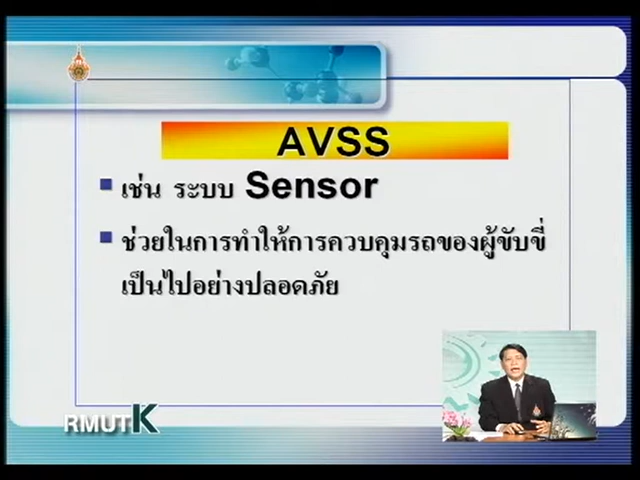 AVSS
เช่น ระบบ Sensor
ช่วยในการทำให้การควบคุมรถของผู้ขับขี่
เป็นไปอย่างปลอดภัย
RMUTK